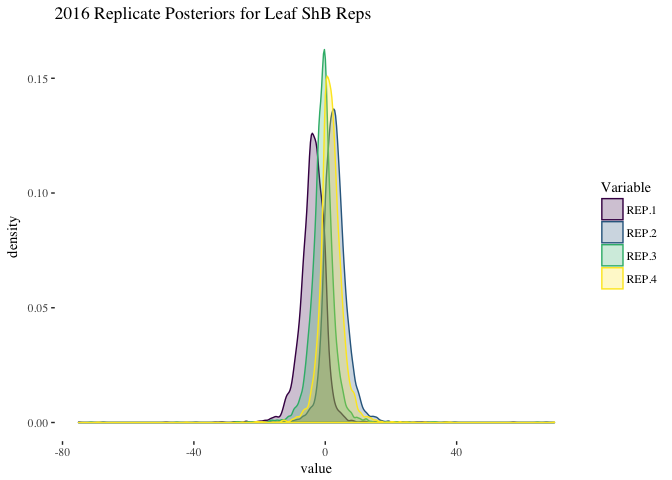 2016 Replicate Posteriors for Leaf ShB Reps
0.15
0.10
0.05
0.00
density
-80
-40
0
40
value
Variable
REP.1
REP.2
REP.3
REP.4